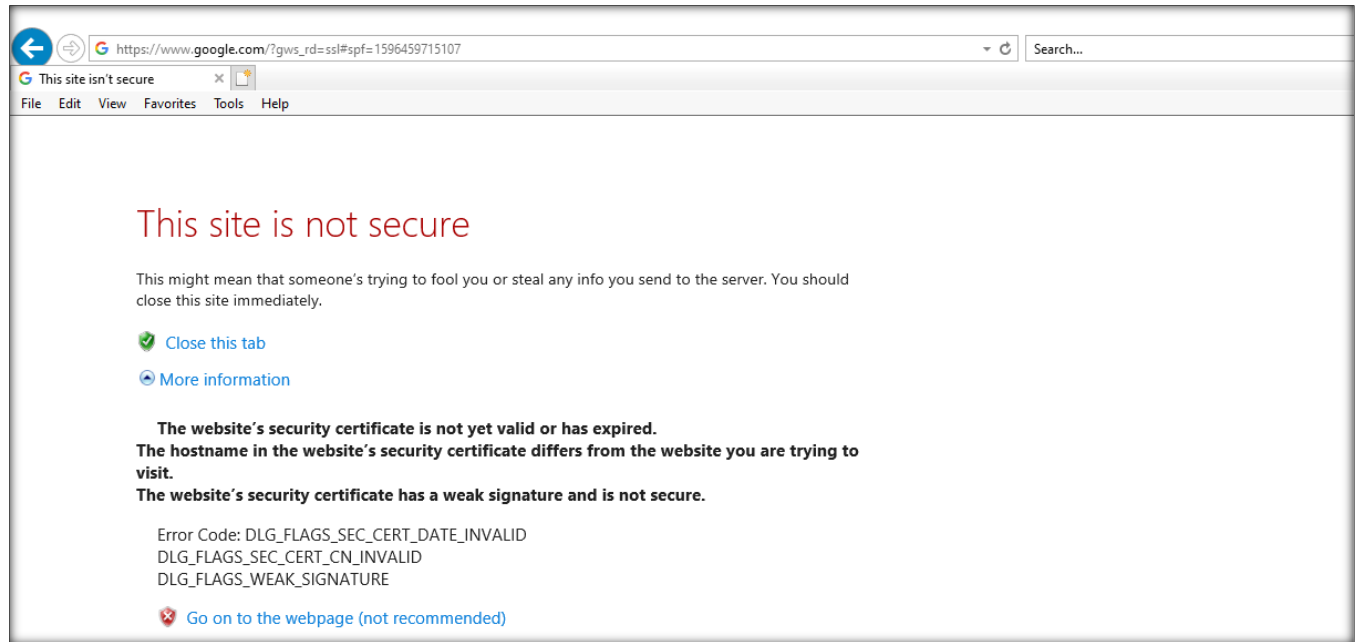 https://www.google.com/?gws_rd=ssl#spf=1596459715107
Search...
This site isn't secure
File Edit View Favorites Tools Help
This site is not secure
This might mean that someone's trying to fool you or steal any info you send to the server. You should
close this site immediately.
Close this tab
More information
The website's security certificate is not yet valid or has expired.
The hostname in the website's security certificate differs from the website you are trying to
visit.
The website's security certificate has a weak signature and is not secure.
Error Code: DLG_FLAGS_SEC_CERT_DATE_INVALID
DLG_FLAGS_SEC_CERT_CN_INVALID
DLG_FLAGS_WEAK_SIGNATURE
Go on to the webpage (not recommended)